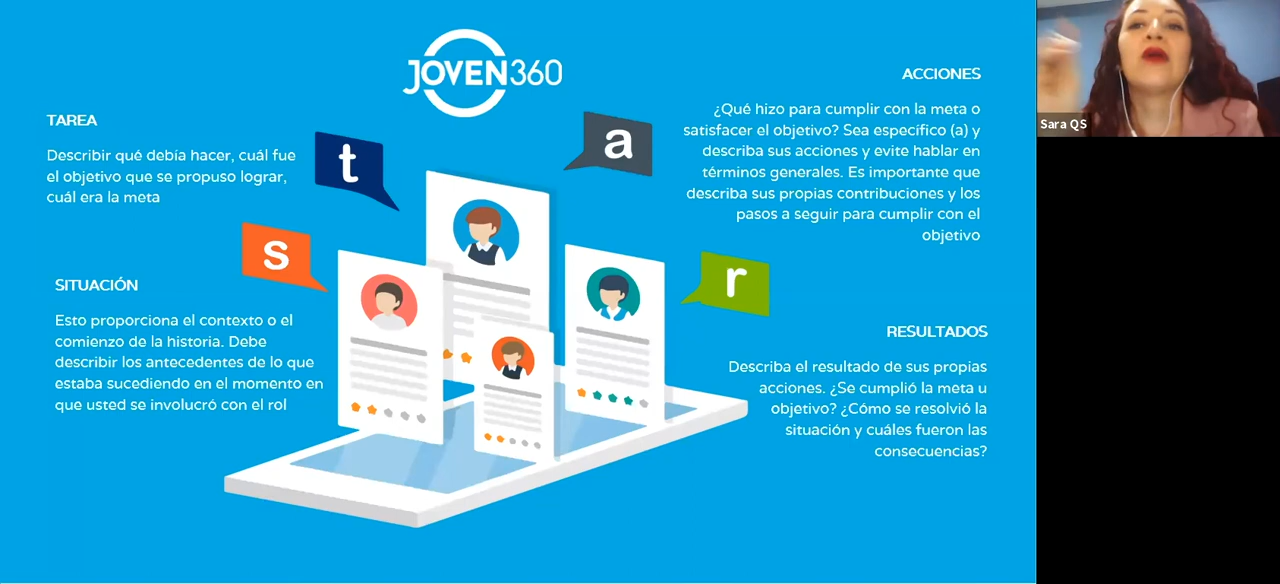 JOVEN360
TAREA
Describir qué debía hacer, cuál fue
el objetivo que se propuso lograr,
cuál era la meta
t
s
SITUACIÓN
Esto proporciona el contexto o el
comienzo de la historia. Debe
describir los antecedentes de lo que
estaba sucediendo en el momento en
que usted se involucró con el rol
a
ACCIONES
¿Qué hizo para cumplir con la meta o
satisfacer el objetivo? Sea específico (a) y
describa sus acciones y evite hablar en
términos generales. Es importante que
describa sus propias contribuciones y los
pasos a seguir para cumplir con el
objetivo
r
RESULTADOS
Describa el resultado de sus propias
acciones. ¿Se cumplió la meta u
objetivo? ¿Cómo se resolvió la
situación y cuáles fueron las
consecuencias?
Sara QS